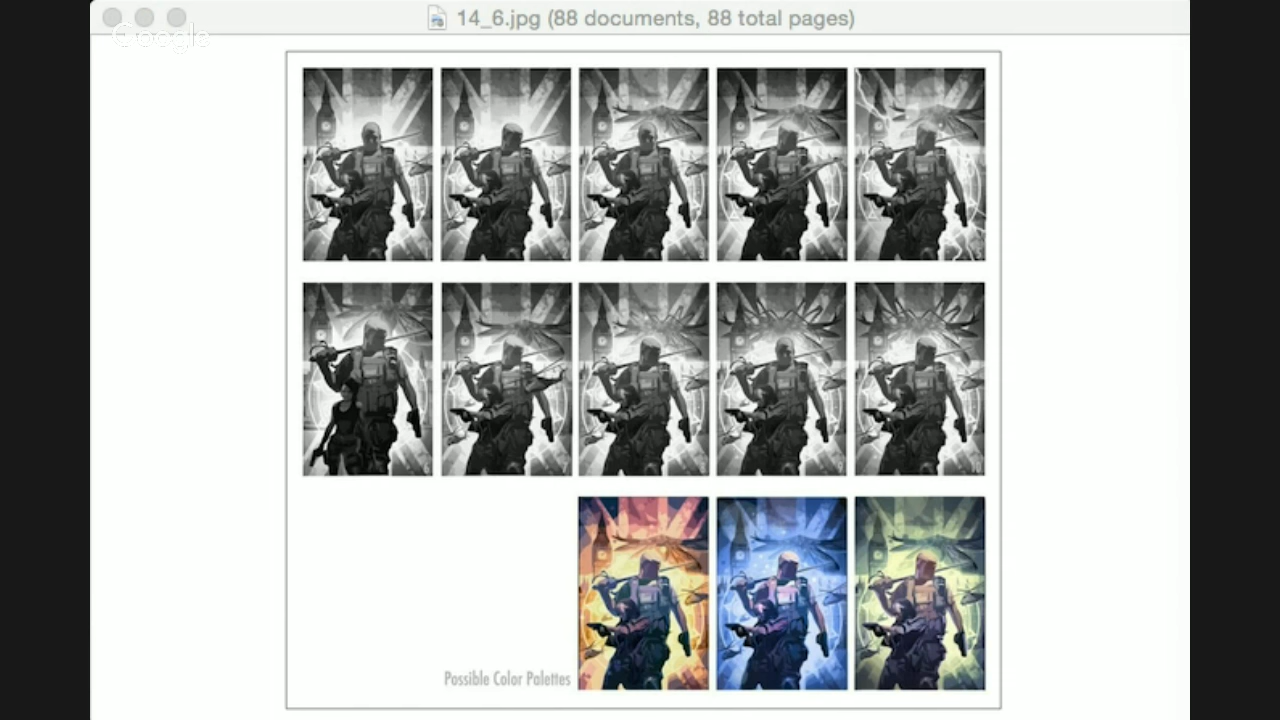 14_6.jpg (88 documents, 88 total pages)
Google
Possible Color Palettes